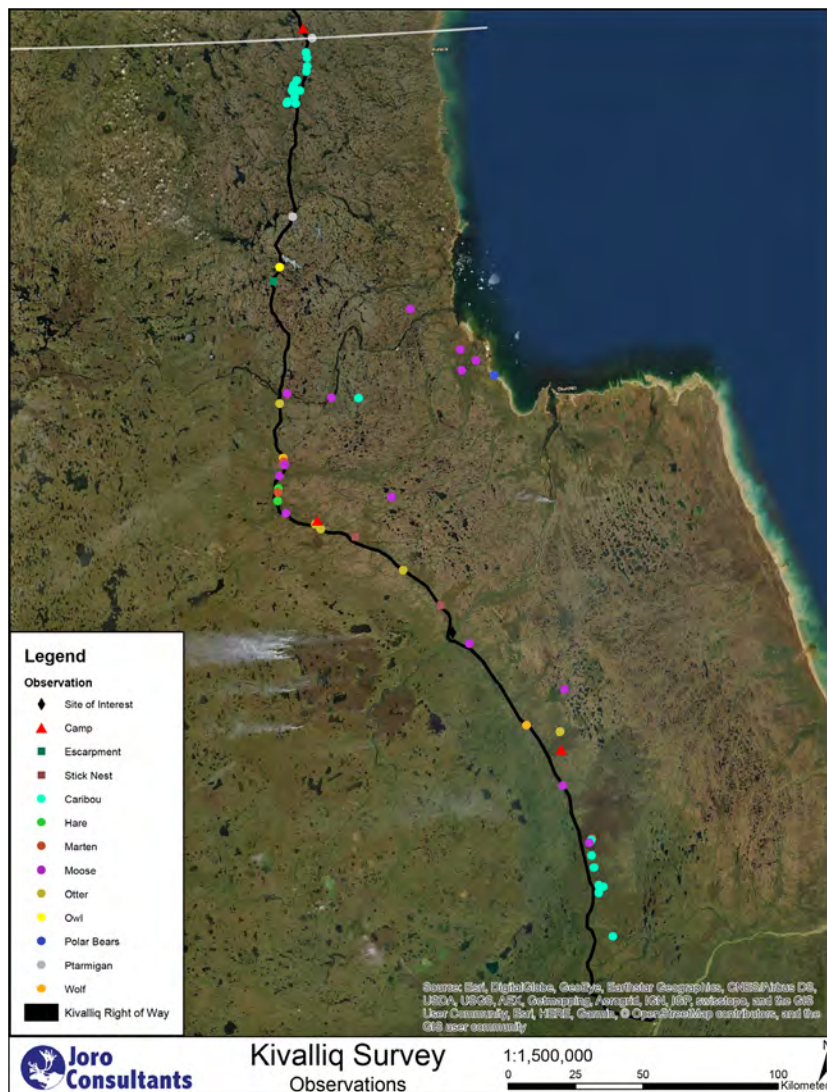 Legend
Observation
Site of Interest
Camp
Escarpment
Stick Nest
Caribou
Hare
Marten
Moose
Otter
Owl
Polar Bears
Ptarmigan
Wolf
Kivalliq Right of Way
Source: Esri, DigitalGlobe, GeoEye, Earthstar Geographics, CNES/Airbus DS,
USDA, USGS, AEX, Getmapping, Aerogrid, IGN, IGP, swisstopo, and the GIS
User Community, Esri, HERE, Garmin, © OpenStreetMap contributors, and the
GIS user community
Joro
Consultants
Kivalliq Survey
Observations
1:1,500,000
N
0 25 50 100
Kilometer